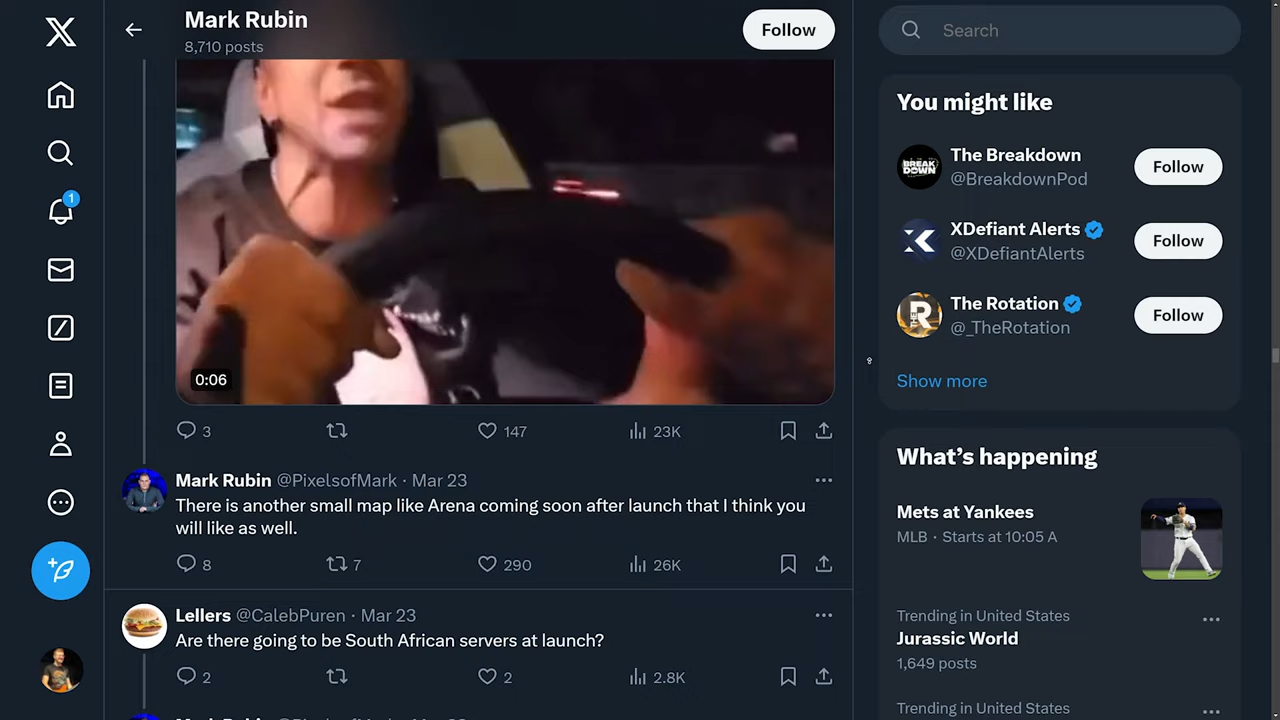 Mark Rubin
8,710 posts
Follow
0:06
3
147
23K
Mark Rubin @PixelsofMark · Mar 23
There is another small map like Arena coming soon after launch that I think you
will like as well.
8
7
290
26K
Lellers @CalebPuren · Mar 23
Are there going to be South African servers at launch?
2
2
2.8K
Search
You might like
The Breakdown
@BreakdownPod
Follow
XDefiant Alerts
@XDefiantAlerts
Follow
The Rotation
@_TheRotation
Follow
Show more
What's happening
Mets at Yankees
MLB · Starts at 10:05 A
Trending in United States
Jurassic World
1,649 posts
Trending in United States
1
BREAK
DOWN